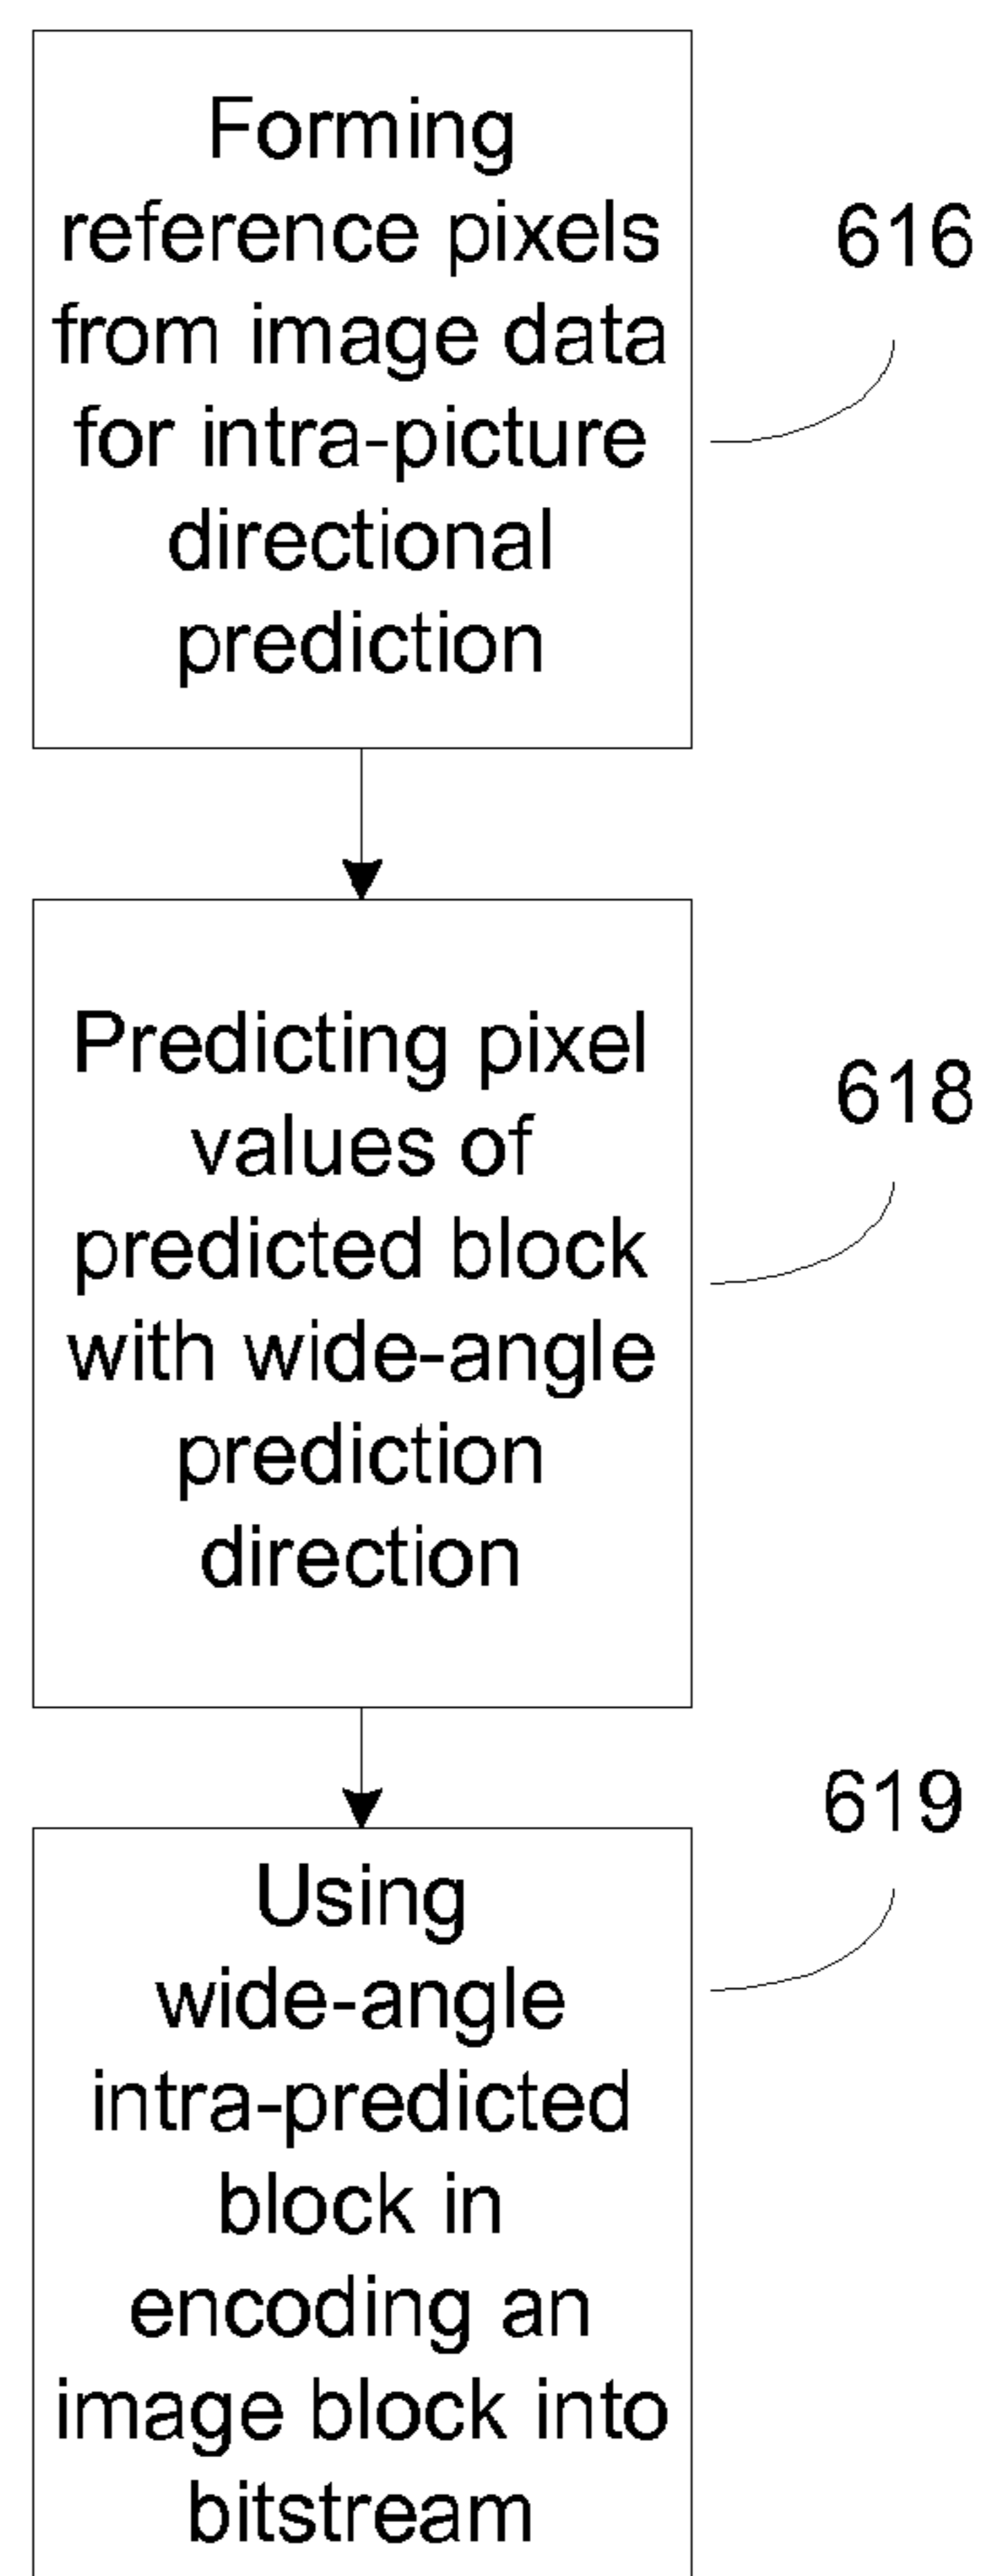 Forming
reference pixels
from image data
for intra-picture
directional
prediction
616
Predicting pixel
values of
predicted block
with wide-angle
prediction
direction
618
Using
wide-angle
intra-predicted
block in
encoding an
image block into
bitstream
619